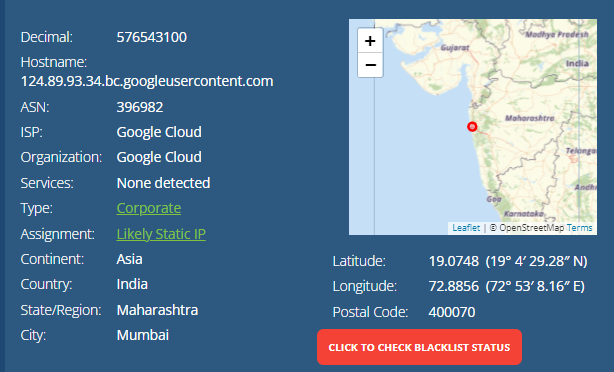 Decimal: 576543100
Hostname:
124.89.93.34.bc.googleusercontent.com
ASN: 396982
ISP: Google Cloud
Organization: Google Cloud
Services: None detected
Type: Corporate
Assignment: Likely Static IP
Continent: Asia
Country: India
State/Region: Maharashtra
City: Mumbai
+
−
Gujarat
Madhya Pradesh
India
Maharashtra
Telangan
Andhr
Goa
Karnataka
Leaflet | © OpenStreetMap Terms
Latitude: 19.0748 (19° 4′ 29.28″ N)
Longitude: 72.8856 (72° 53′ 8.16″ E)
Postal Code: 400070
CLICK TO CHECK BLACKLIST STATUS